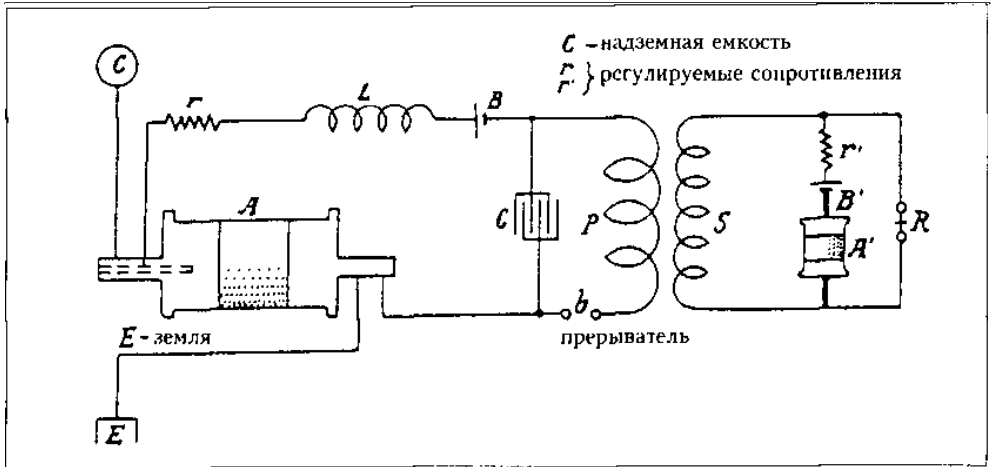 C – надземная емкость
r
r' } регулируемые сопротивления
C
r
L
B
r'
B'
A
C
P
S
A'
R
E – земля
b
прерыватель
E